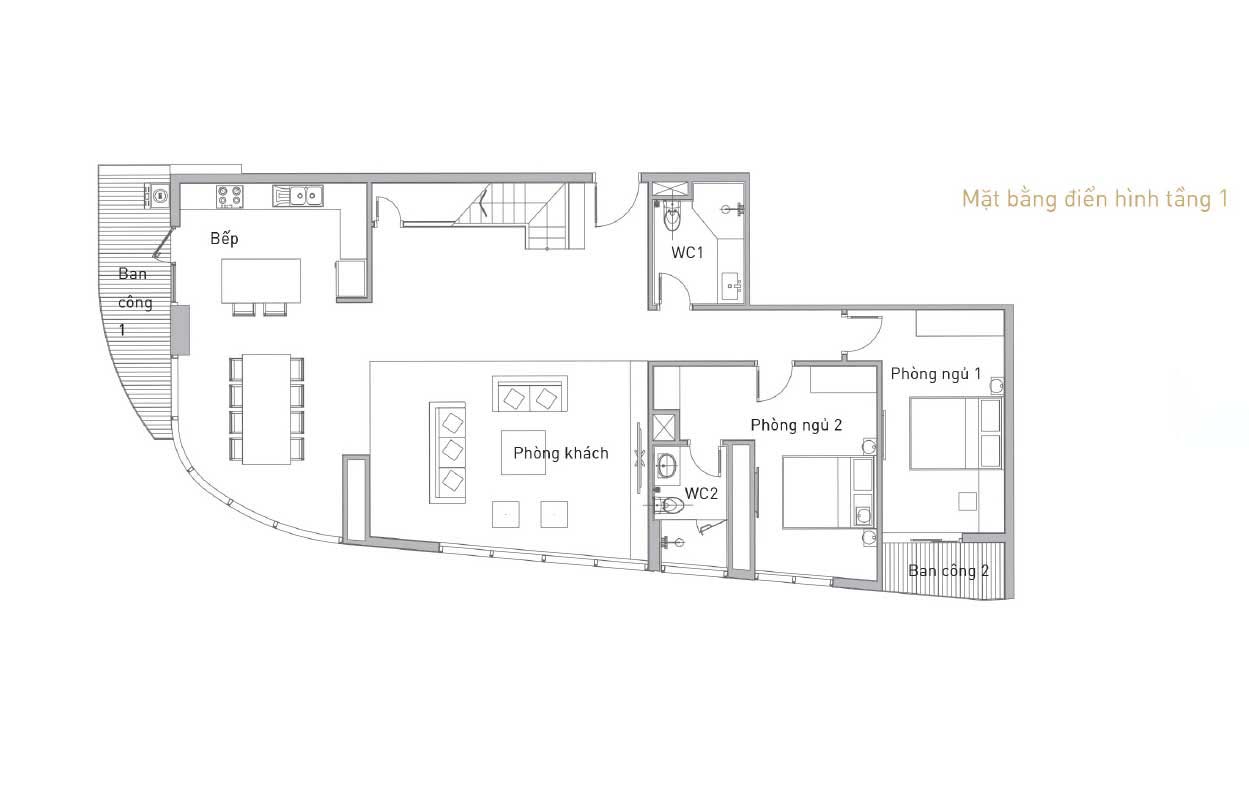 Mặt bằng điển hình tầng 1
Bếp
WC1
Ban
công
1
Phòng ngủ 1
Phòng ngủ 2
Phòng khách
WC2
Ban công 2